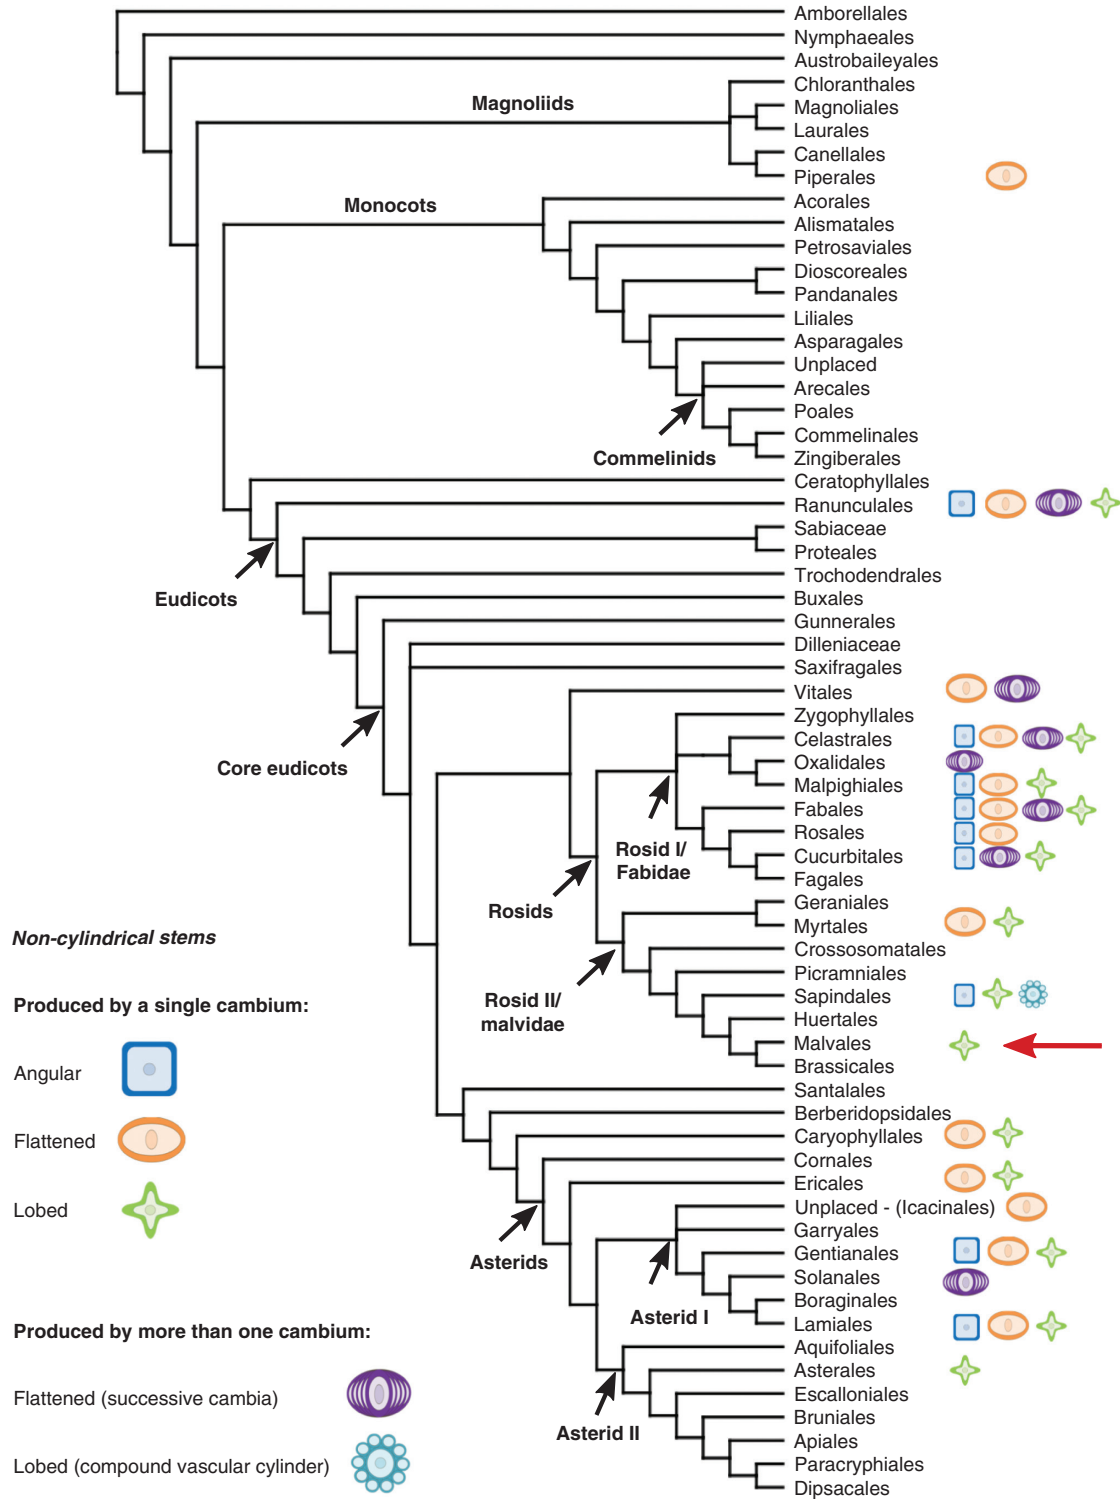 Amborellales
Nymphaeales
Austrobaileyales
Chloranthales
Magnoliids
Magnoliales
Laurales
Canellales
Piperales
Monocots
Acorales
Alismatales
Petrosaviales
Dioscoreales
Pandanales
Liliales
Asparagales
Unplaced
Arecales
Poales
Commelinales
Commelinids
Zingiberales
Ceratophyllales
Ranunculales
Sabiaceae
Proteales
Eudicots
Trochodendrales
Buxales
Gunnerales
Dilleniaceae
Saxifragales
Vitales
Zygophyllales
Celastrales
Core eudicots
Oxalidales
Malpighiales
Fabales
Rosales
Rosid I/
Fabidae
Cucurbitales
Fagales
Rosids
Geraniales
Myrtales
Crossosomatales
Picramniales
Rosid II/
malvidae
Sapindales
Huertales
Malvales
Brassicales
Santalales
Berberidopsidales
Caryophyllales
Cornales
Ericales
Asterids
Unplaced - (Icacinales)
Garryales
Gentianales
Solanales
Boraginales
Asterid I
Lamiales
Aquifoliales
Asterales
Escalloniales
Bruniales
Asterid II
Apiales
Paracryphiales
Dipsacales
Non-cylindrical stems
Produced by a single cambium:
Angular
Flattened
Lobed
Produced by more than one cambium:
Flattened (successive cambia)
Lobed (compound vascular cylinder)